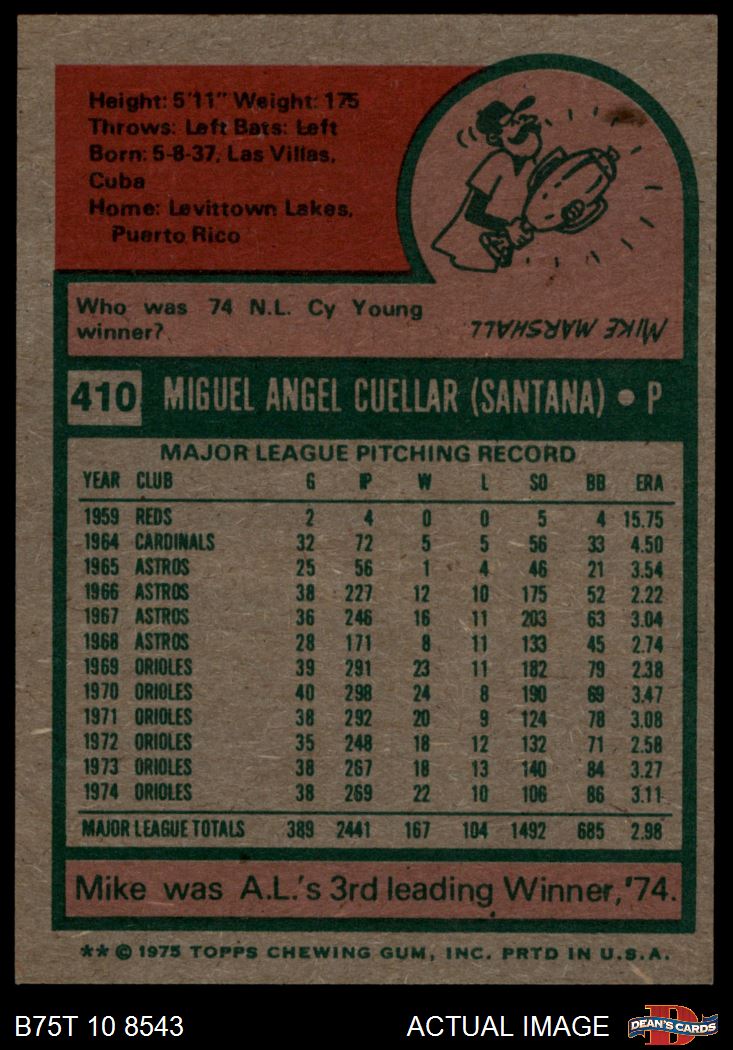 Height: 5'11" Weight: 175
Throws: Left Bats: Left
Born: 5-8-37, Las Villas,
Cuba
Home: Levittown Lakes,
Puerto Rico
Who was 74 N.L. Cy Young
winner?
MIKE MARSHALL
410 MIGUEL ANGEL CUELLAR (SANTANA) • P
MAJOR LEAGUE PITCHING RECORD
YEAR CLUB G IP W L SO BB ERA
1959 REDS 2 4 0 0 5 4 15.75
1964 CARDINALS 32 72 5 5 56 33 4.50
1965 ASTROS 25 56 1 4 46 21 3.54
1966 ASTROS 38 227 12 10 175 52 2.22
1967 ASTROS 36 246 16 11 203 63 3.04
1968 ASTROS 28 171 8 11 133 45 2.74
1969 ORIOLES 39 291 23 11 182 79 2.38
1970 ORIOLES 40 298 24 8 190 69 3.47
1971 ORIOLES 38 292 20 9 124 78 3.08
1972 ORIOLES 35 248 18 12 132 71 2.58
1973 ORIOLES 38 267 18 13 140 84 3.27
1974 ORIOLES 38 269 22 10 106 86 3.11
MAJOR LEAGUE TOTALS 389 2441 167 104 1492 685 2.98
Mike was A.L.'s 3rd leading Winner, '74.
** © 1975 TOPPS CHEWING GUM, INC. PRTD IN U.S.A.
B75T 10 8543 ACTUAL IMAGE
D
DEAN'S CARDS